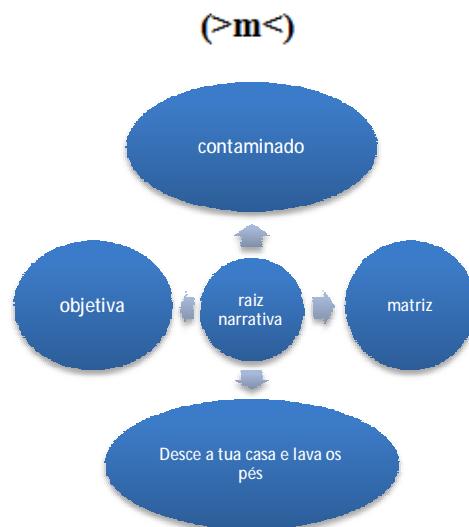 (>m<)
contaminado
objetiva
raiz
narrativa
matriz
Desce a tua casa e lava os
pés